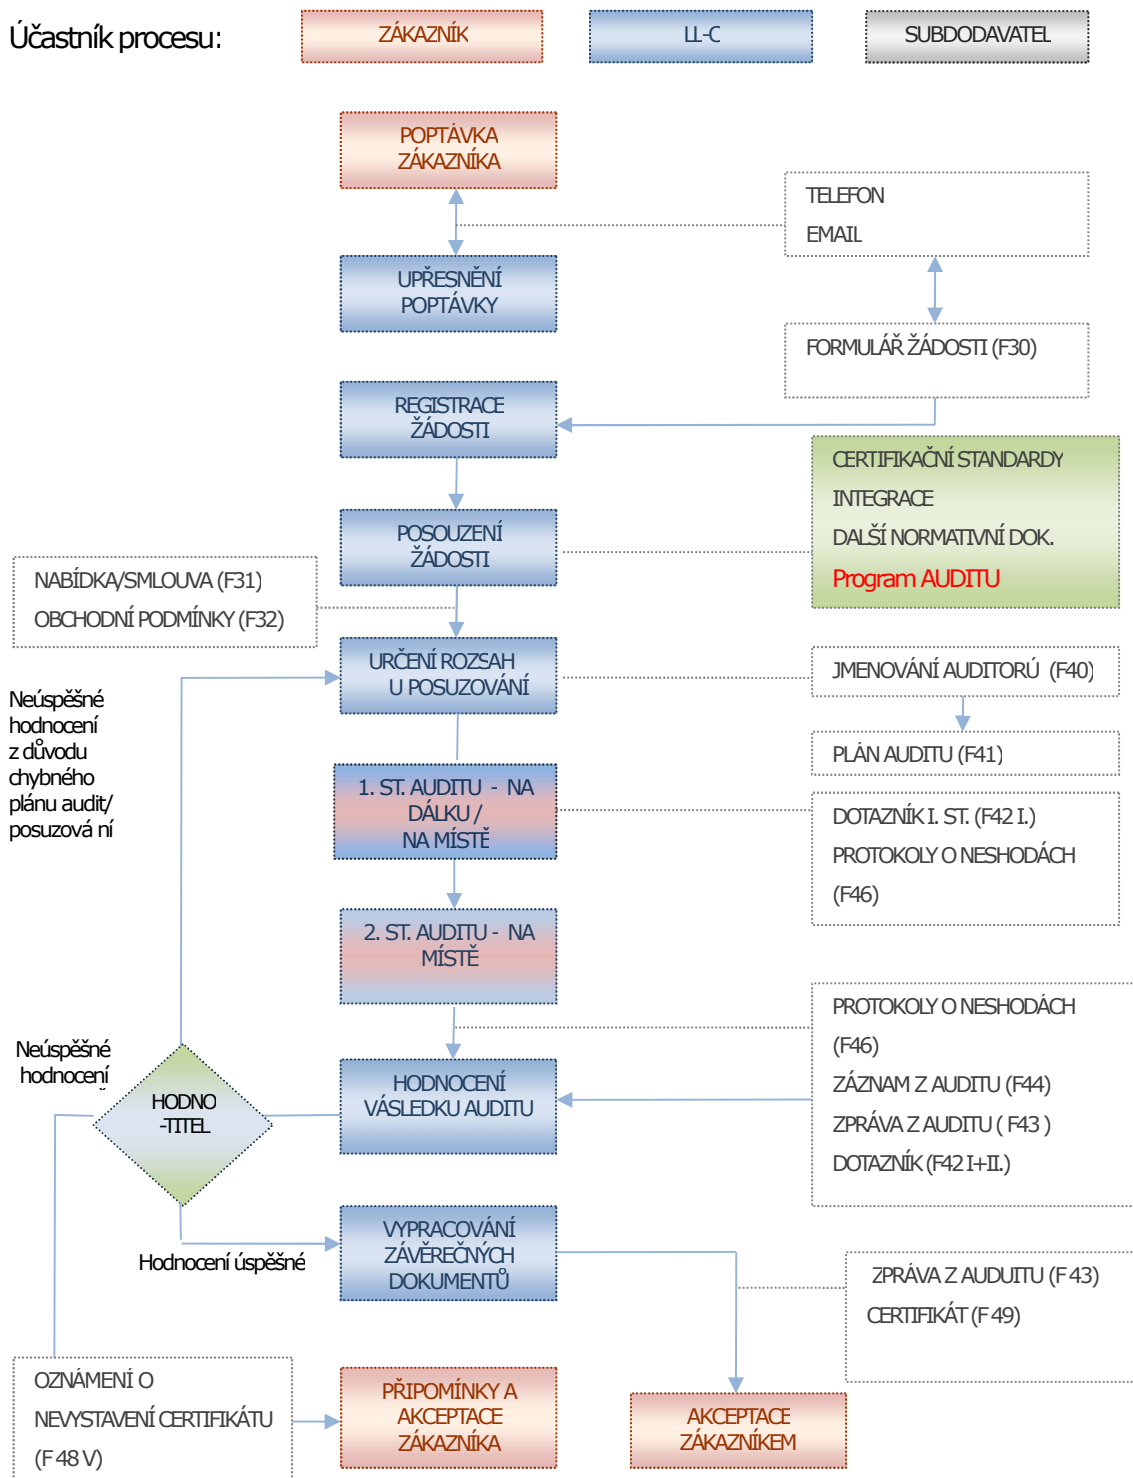 Účastník procesu:
ZÁKAZNÍK
LL-C
SUBDODAVATEL
POPTÁVKA
ZÁKAZNÍKA
TELEFON
EMAIL
UPŘESNĚNÍ
POPTÁVKY
FORMULÁŘ ŽÁDOSTI (F30)
REGISTRACE
ŽÁDOSTI
CERTIFIKAČNÍ STANDARDY
INTEGRACE
DALŠÍ NORMATIVNÍ DOK.
Program AUDITU
POSOUZENÍ
ŽÁDOSTI
NABÍDKA/SMLOUVA (F31)
OBCHODNÍ PODMÍNKY (F32)
URČENÍ ROZSAH
U POSUZOVÁNÍ
JMENOVÁNÍ AUDITORÚ (F40)
Neúspěšné
hodnocení
z důvodu
chybného
plánu audit/
posuzová ní
PLÁN AUDITU (F41)
1. ST. AUDITU - NA
DÁLKU /
NA MÍSTĚ
DOTAZNÍK I. ST. (F42 I.)
PROTOKOLY O NESHODÁCH
(F46)
2. ST. AUDITU - NA
MÍSTĚ
PROTOKOLY O NESHODÁCH
(F46)
ZÁZNAM Z AUDITU (F44)
ZPRÁVA Z AUDITU ( F43 )
DOTAZNÍK (F42 I+II.)
Neúspěšné
hodnocení
HODNO
-TITEL
HODNOCENÍ
VÁSLEDKU AUDITU
Hodnocení úspěšné
VYPRACOVÁNÍ
ZÁVĚREČNÝCH
DOKUMENTŮ
ZPRÁVA Z AUDUITU (F 43)
CERTIFIKÁT (F 49)
OZNÁMENÍ O
NEVYSTAVENÍ CERTIFIKÁTU
(F 48 V)
PŘIPOMÍNKY A
AKCEPTACE
ZÁKAZNÍKA
AKCEPTACE
ZÁKAZNÍKEM